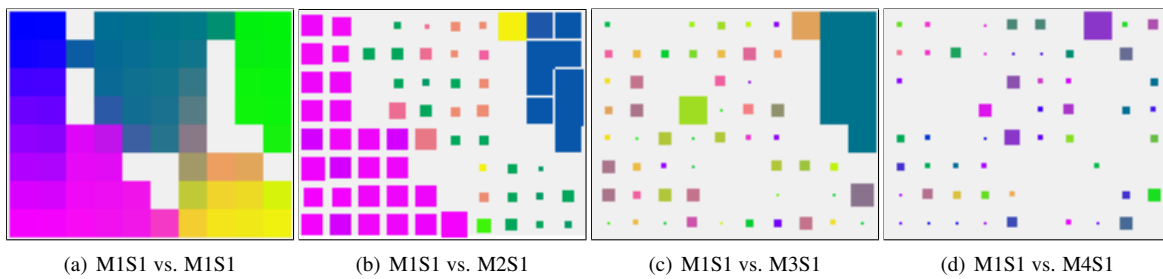 (a) M1S1 vs. M1S1
(b) M1S1 vs. M2S1
(c) M1S1 vs. M3S1
(d) M1S1 vs. M4S1